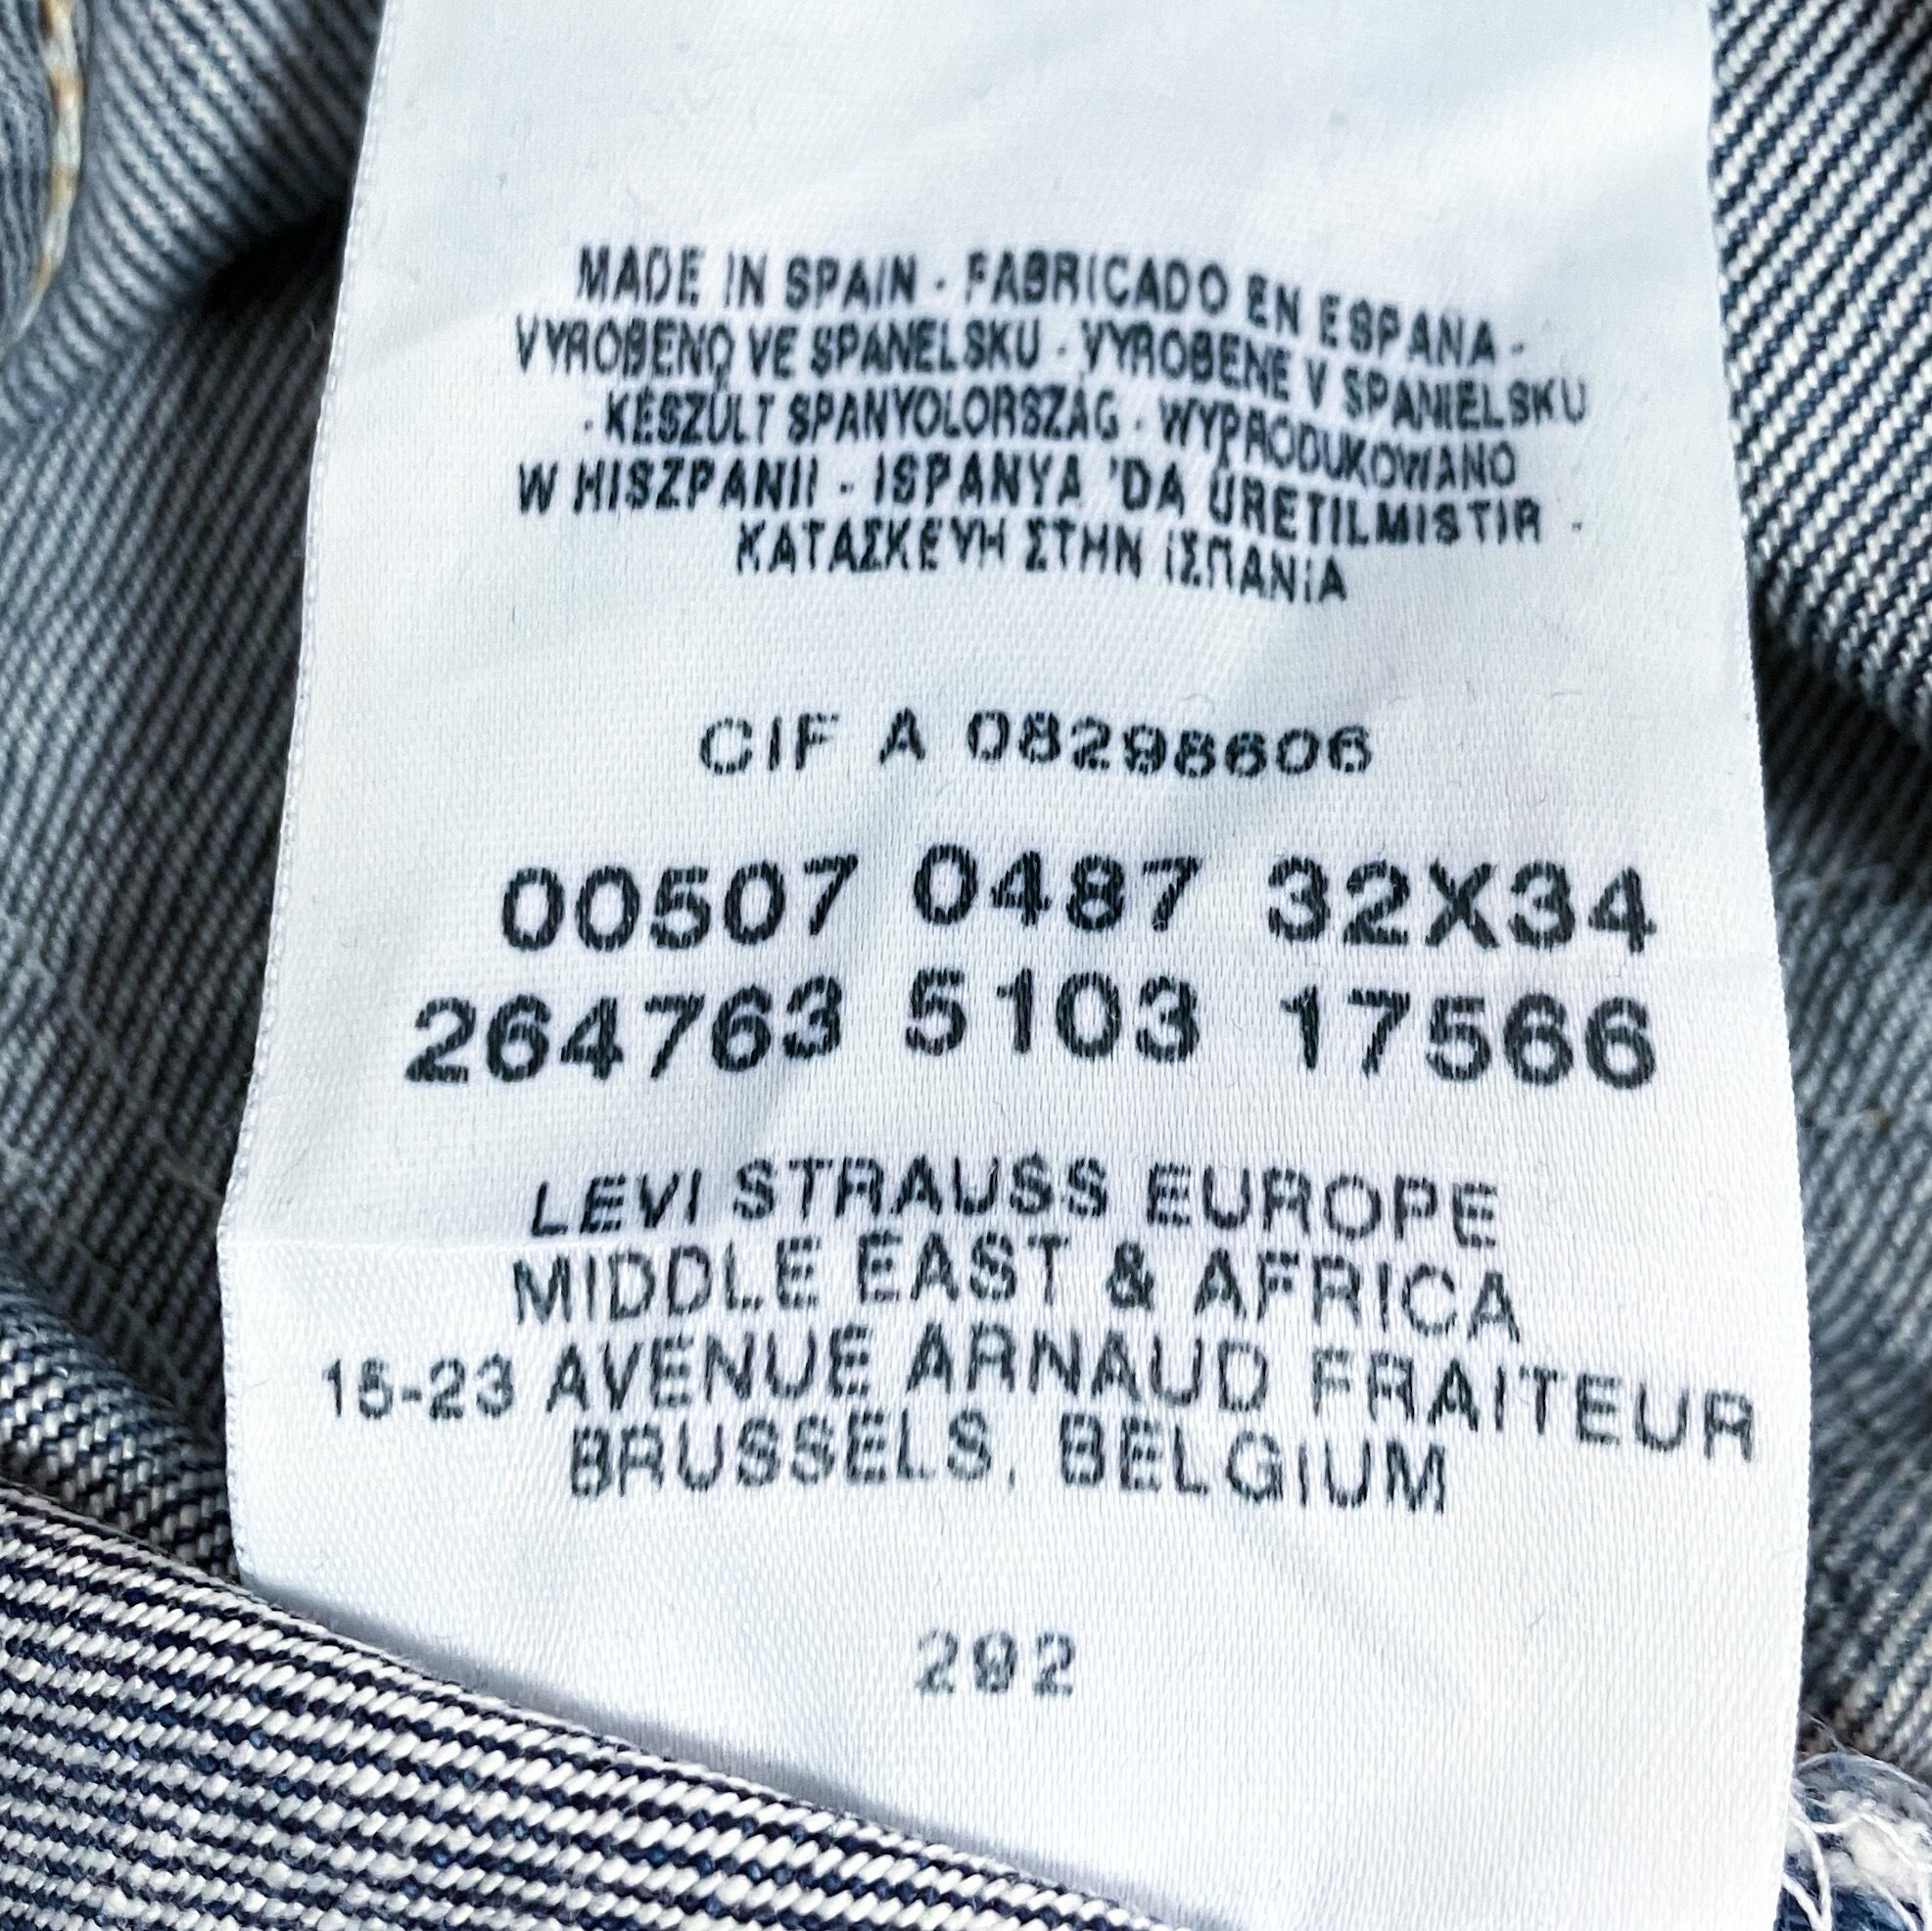 MADE IN SPAIN - FABRICADO EN ESPANA -
VYROBENO VE SPANELSKU - VYROBENE V SPANIELSKU
- KÉSZÜLT SPANYOLORSZÁG - WYPRODUKOWANO
W HISZPANII - ISPANYA 'DA ÜRETILMISTIR -
ΚΑΤΑΣΚΕΥΗ ΣΤΗΝ ΙΣΠΑΝΙΑ
CIF A 08298606
00507 0487 32X34
264763 5103 17566
LEVI STRAUSS EUROPE
MIDDLE EAST & AFRICA
15-23 AVENUE ARNAUD FRAITEUR
BRUSSELS, BELGIUM
292